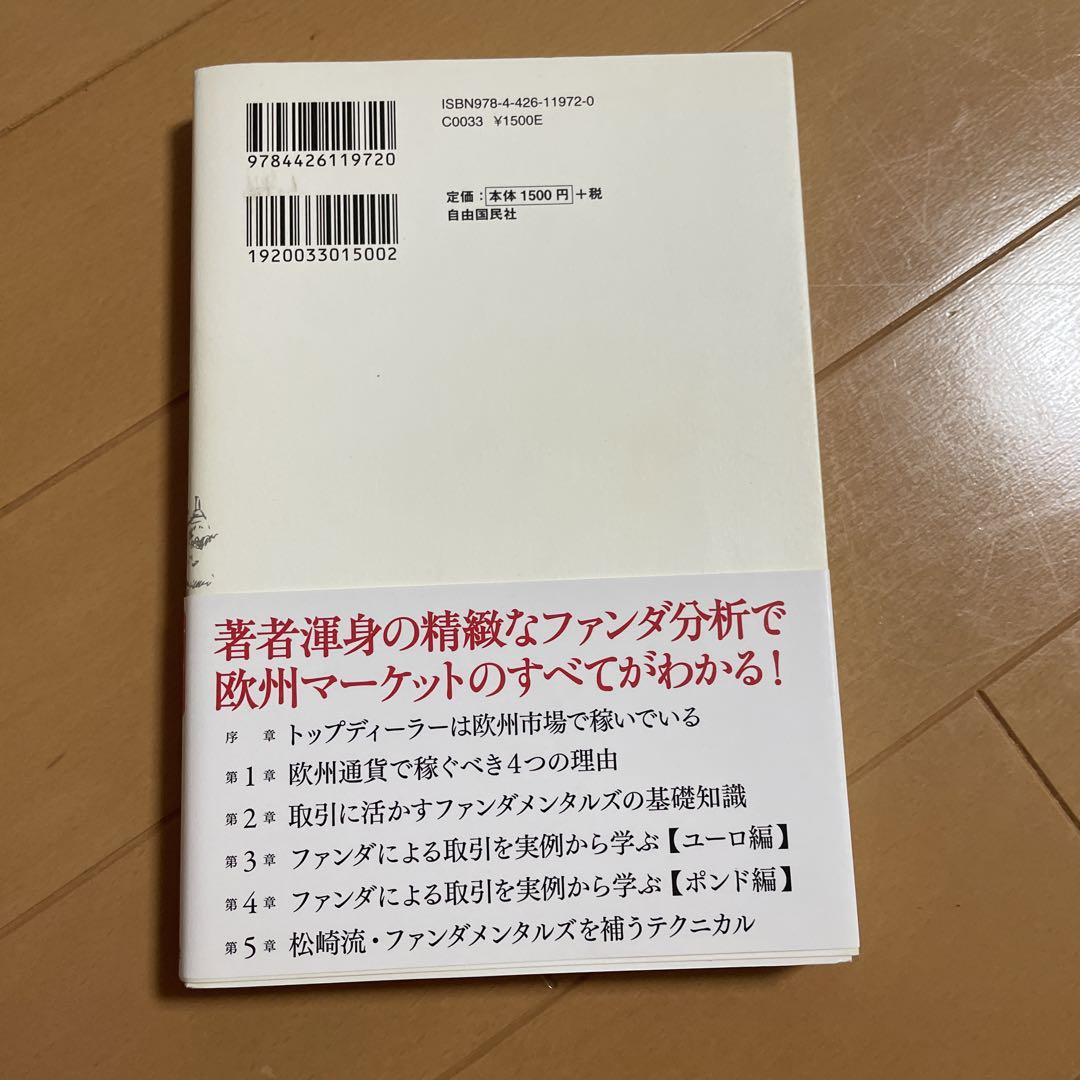 ISBN978-4-426-11972-0
C0033 ¥1500E
9784426119720
定価：本体1500円+税
自由国民社
1920033015002
著者渾身の精緻なファンダ分析で
欧州マーケットのすべてがわかる！
序章 トップディーラーは欧州市場で稼いでいる
第1章 欧州通貨で稼ぐべき4つの理由
第2章 取引に活かすファンダメンタルズの基礎知識
第3章 ファンダによる取引を実例から学ぶ【ユーロ編】
第4章 ファンダによる取引を実例から学ぶ【ポンド編】
第5章 松崎流・ファンダメンタルズを補うテクニカル